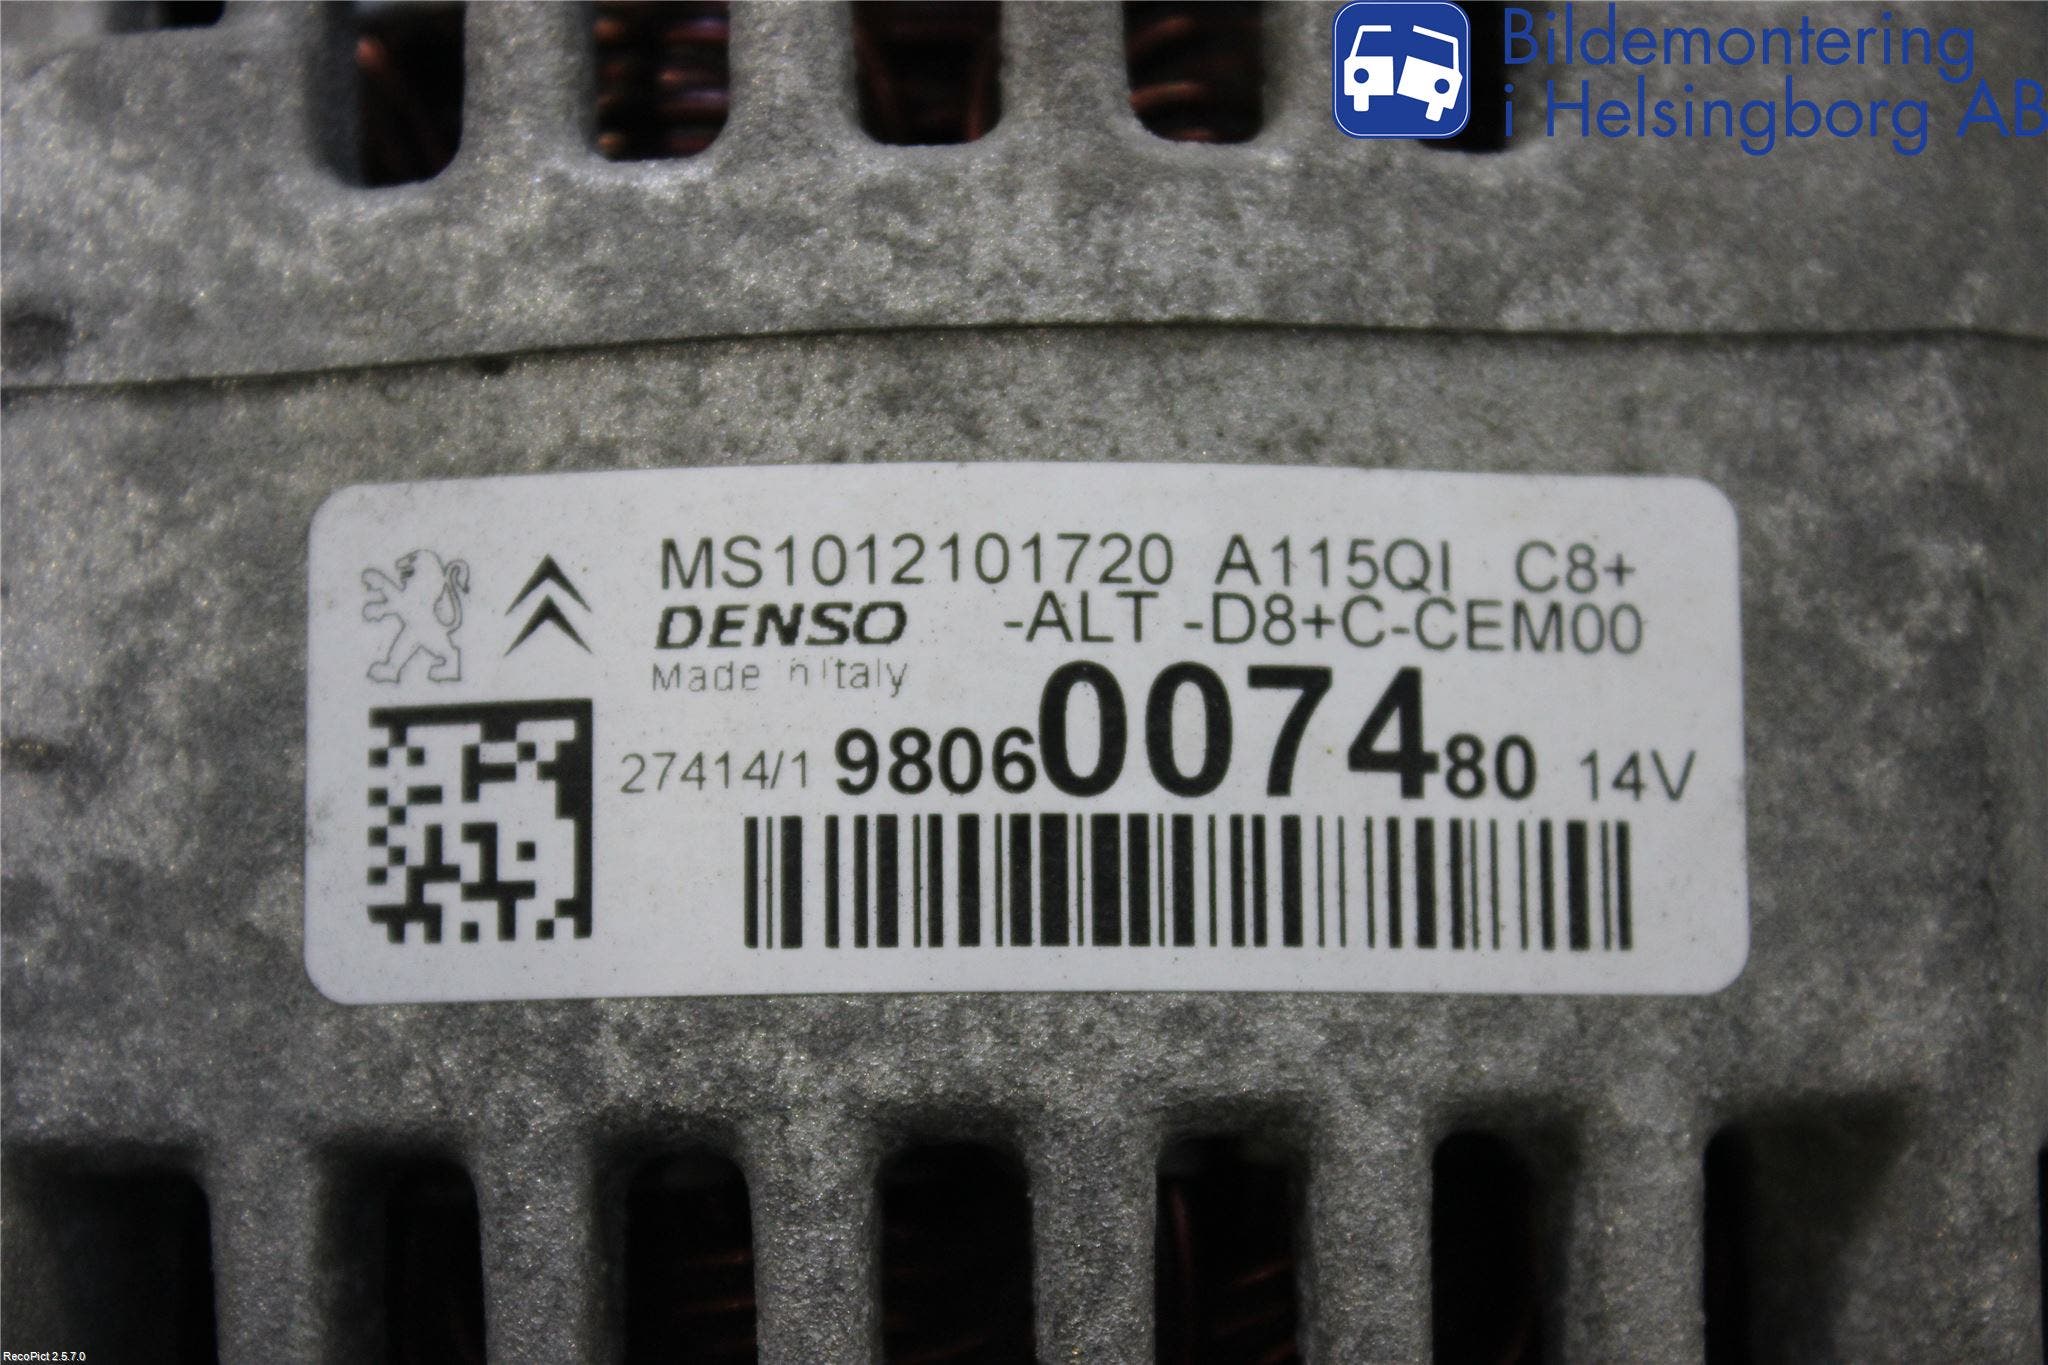 Bildemontering
i Helsingborg AB
MS1012101720 A115QI C8+
DENSO -ALT -D8+C-CEM00
Made in Italy
27414/1 9806007480 14V
RecoPict 2.5.7.0